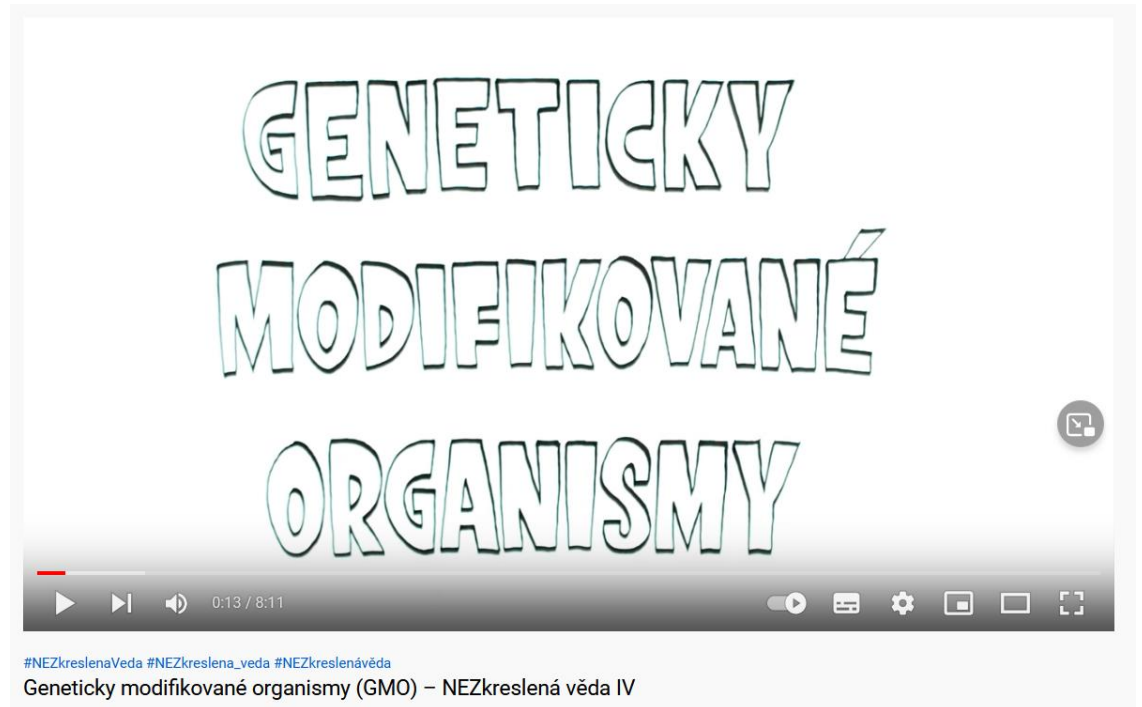 GENETICKY
MODIFIKOVANÉ
ORGANISMY
0:13 / 8:11
#NEZkreslenaVeda #NEZkreslena_veda #NEZkreslenávěda
Geneticky modifikované organismy (GMO) – NEZkreslená věda IV